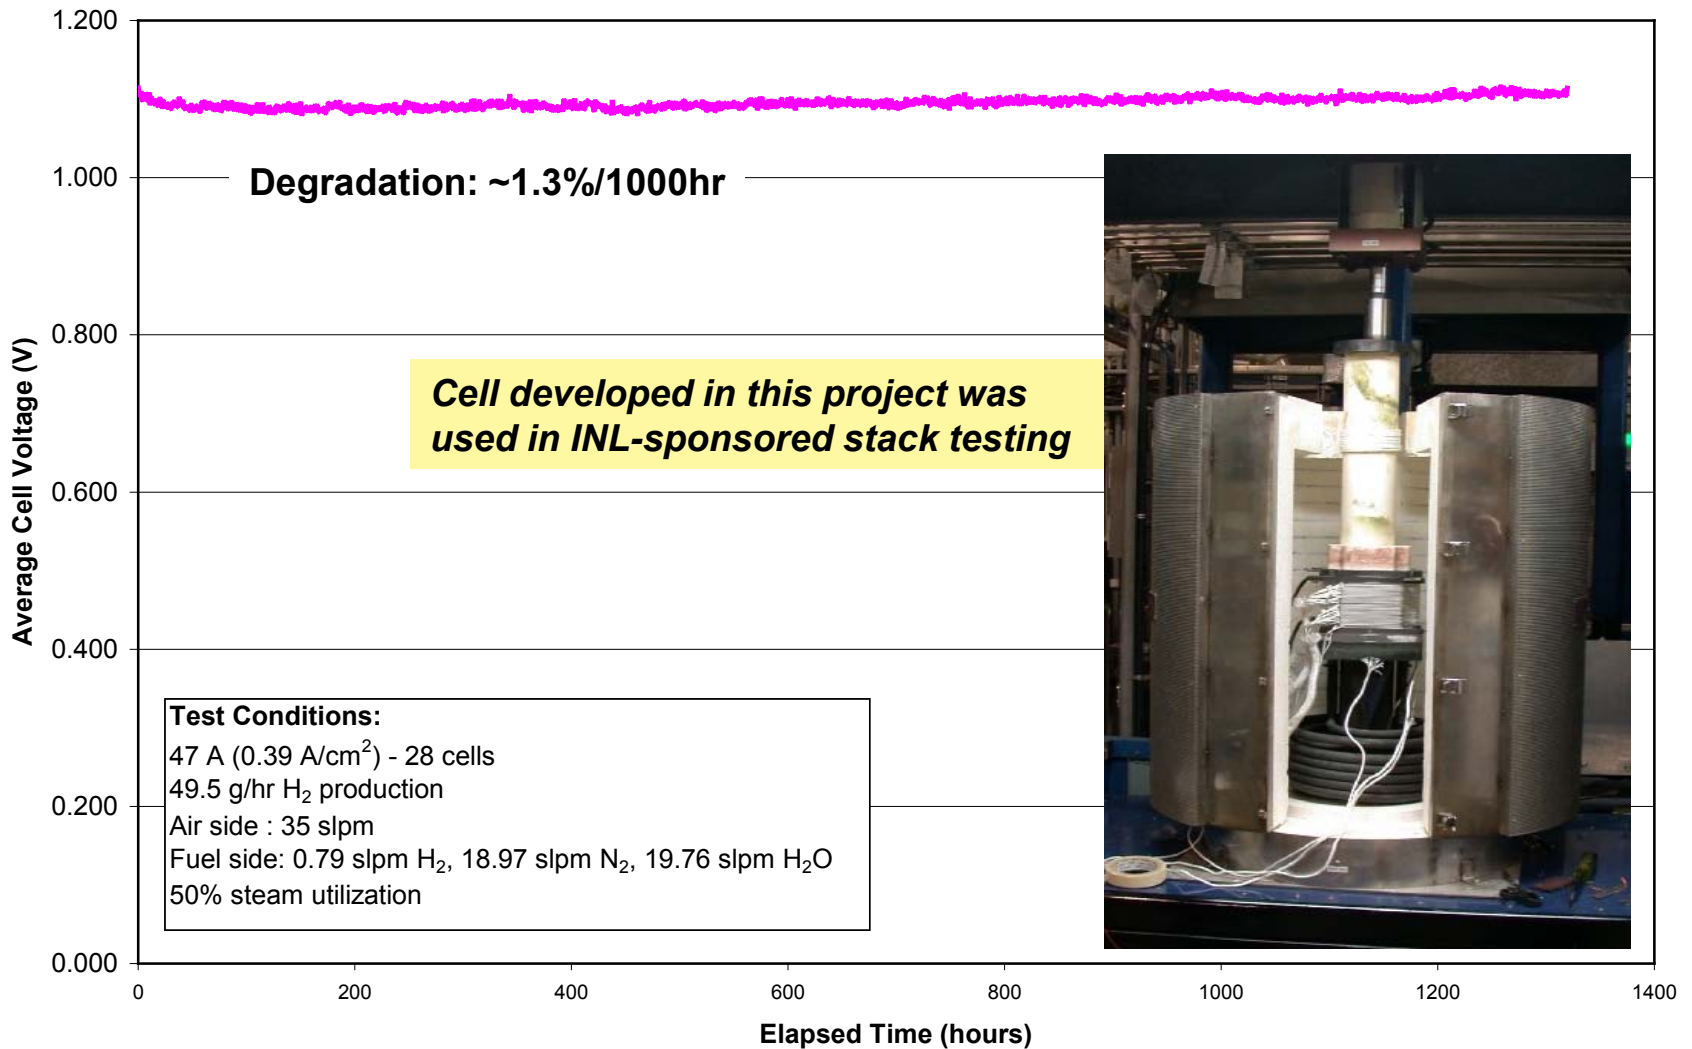 1.200
1.000
0.800
0.600
0.400
0.200
0.000
Average Cell Voltage (V)
Degradation: ~1.3%/1000hr
Cell developed in this project was
used in INL-sponsored stack testing
Test Conditions:
47 A (0.39 A/cm²) - 28 cells
49.5 g/hr H₂ production
Air side : 35 slpm
Fuel side: 0.79 slpm H₂, 18.97 slpm N₂, 19.76 slpm H₂O
50% steam utilization
0 200 400 600 800 1000 1200 1400
Elapsed Time (hours)